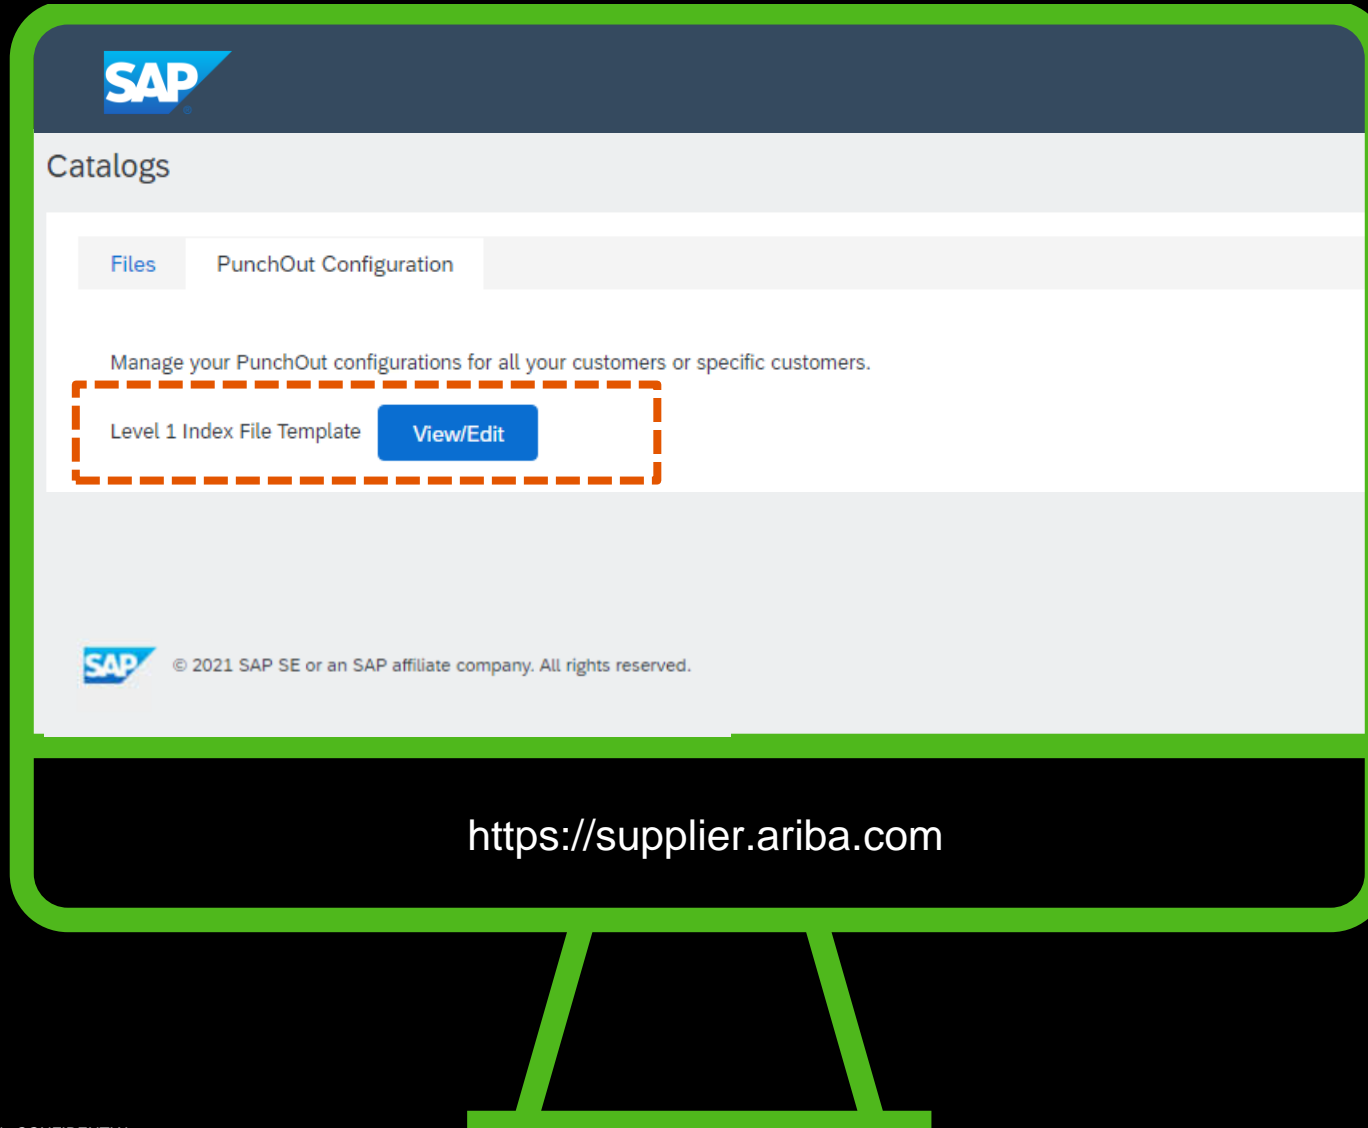 SAP
Catalogs
Files PunchOut Configuration
Manage your PunchOut configurations for all your customers or specific customers.
Level 1 Index File Template View/Edit
SAP © 2021 SAP SE or an SAP affiliate company. All rights reserved.
https://supplier.ariba.com